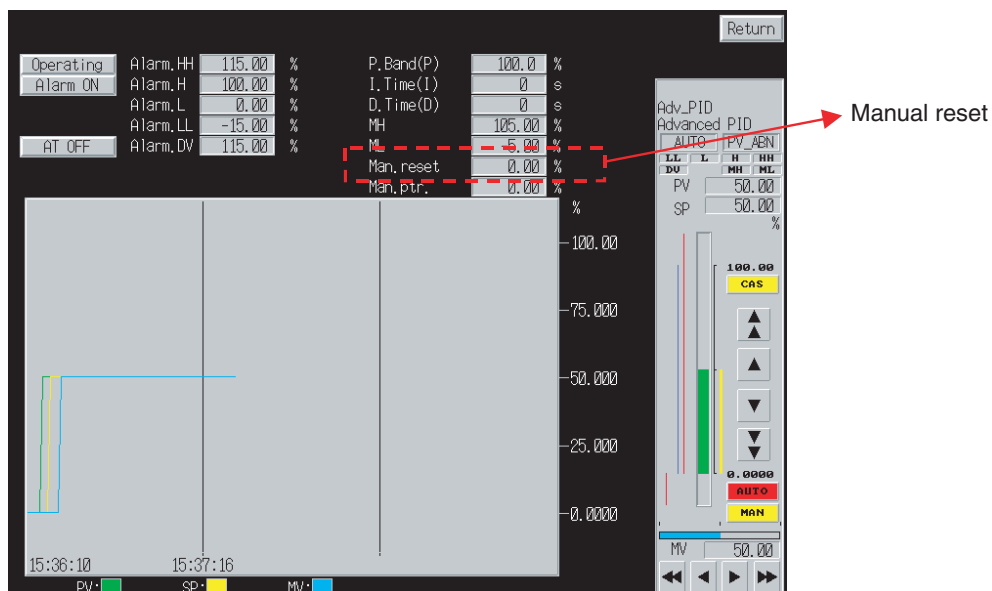 Return
Operating Alarm.HH 115.00 % P.Band(P) 100.0 %
Alarm ON Alarm.H 100.00 % I.Time(I) 0 s
Alarm.L 0.00 % D.Time(D) 0 s
Alarm.LL -15.00 % MH 105.00 %
AT OFF Alarm.DV 115.00 % ML -5.00 %
Man.reset 0.00 %
Man.ptr. 0.00 %
Manual reset
%
100.00
75.000
50.000
25.000
0.0000
15:36:10 15:37:16
PV: SP: MV:
Adv_PID
Advanced PID
AUTO PV_ABN
LL L H HH
DV MH ML
PV 50.00
SP 50.00
%
100.00
CAS
0.0000
AUTO
MAN
MV 50.00